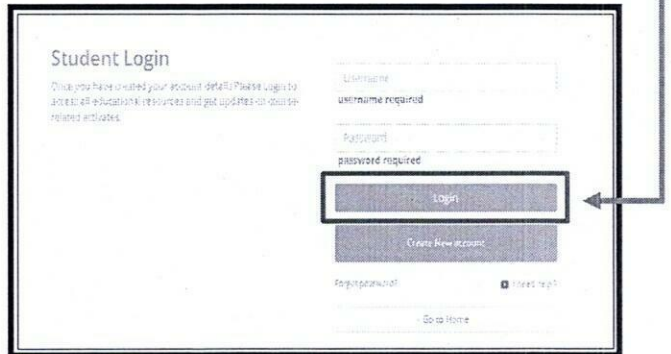 Student Login
Once you have created your account details Please Login to
access all educational resources and get updates on course-
related activates.
Username
username required
Password
password required
Login
Create New account
Forgot password?
I need help?
Go to Home